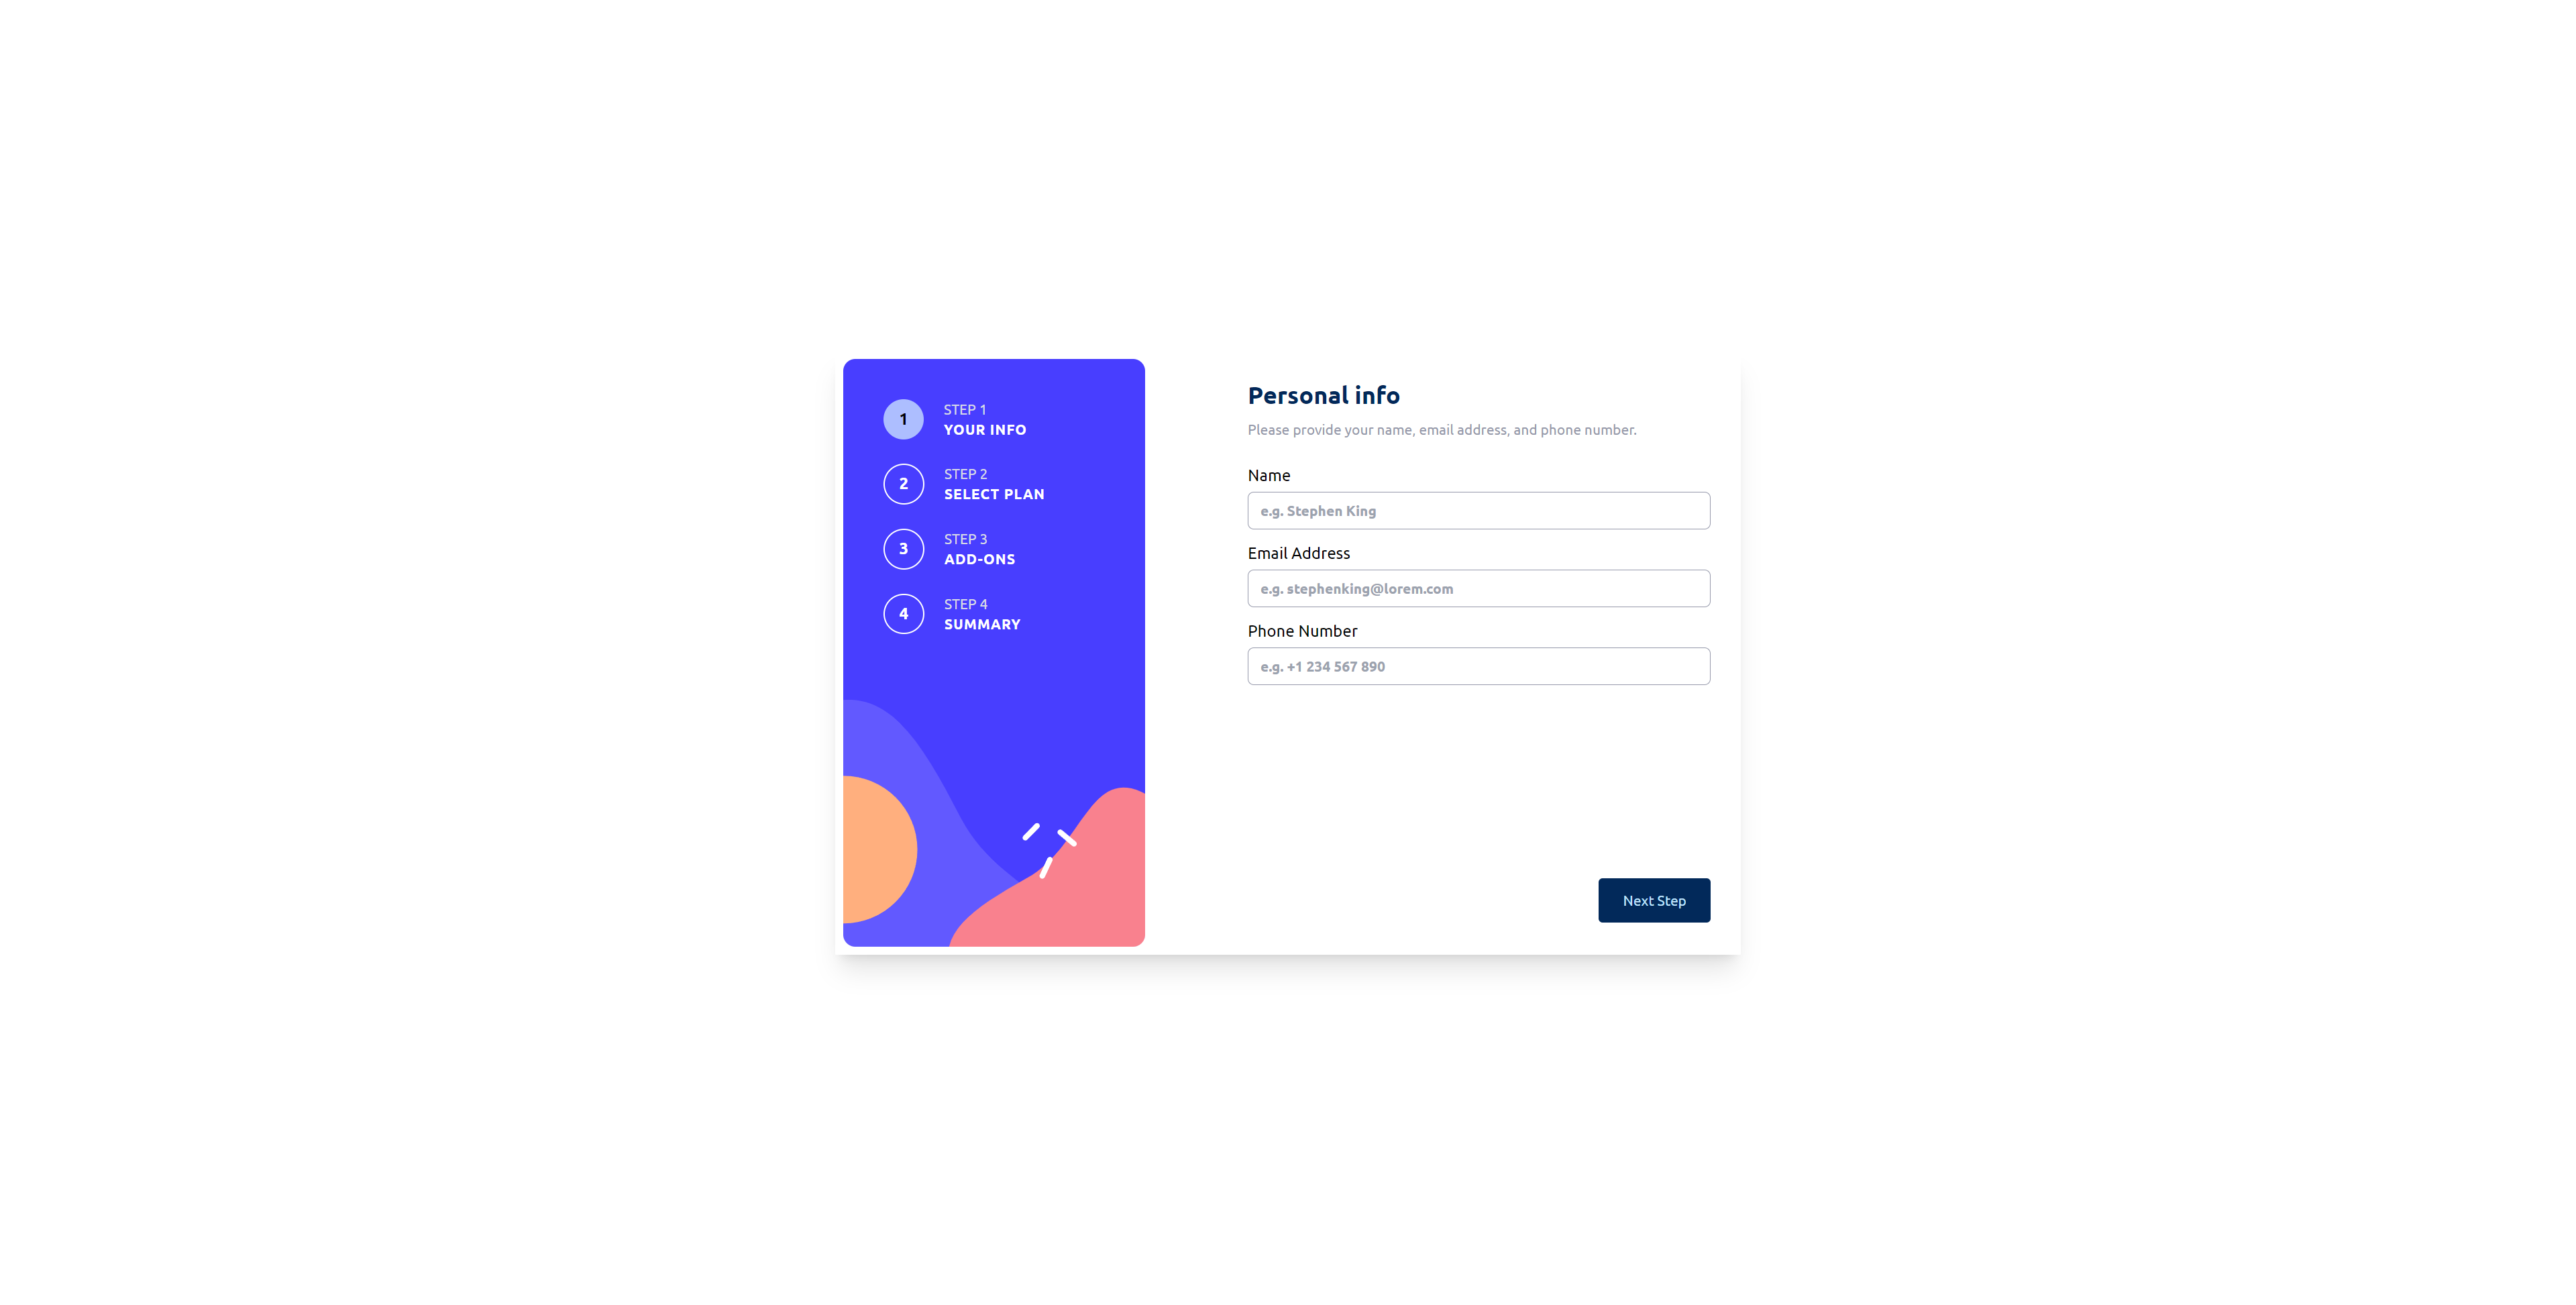 1
STEP 1
YOUR INFO
2
STEP 2
SELECT PLAN
3
STEP 3
ADD-ONS
4
STEP 4
SUMMARY
Personal info
Please provide your name, email address, and phone number.
Name
e.g. Stephen King
Email Address
e.g. stephenking@lorem.com
Phone Number
e.g. +1 234 567 890
Next Step